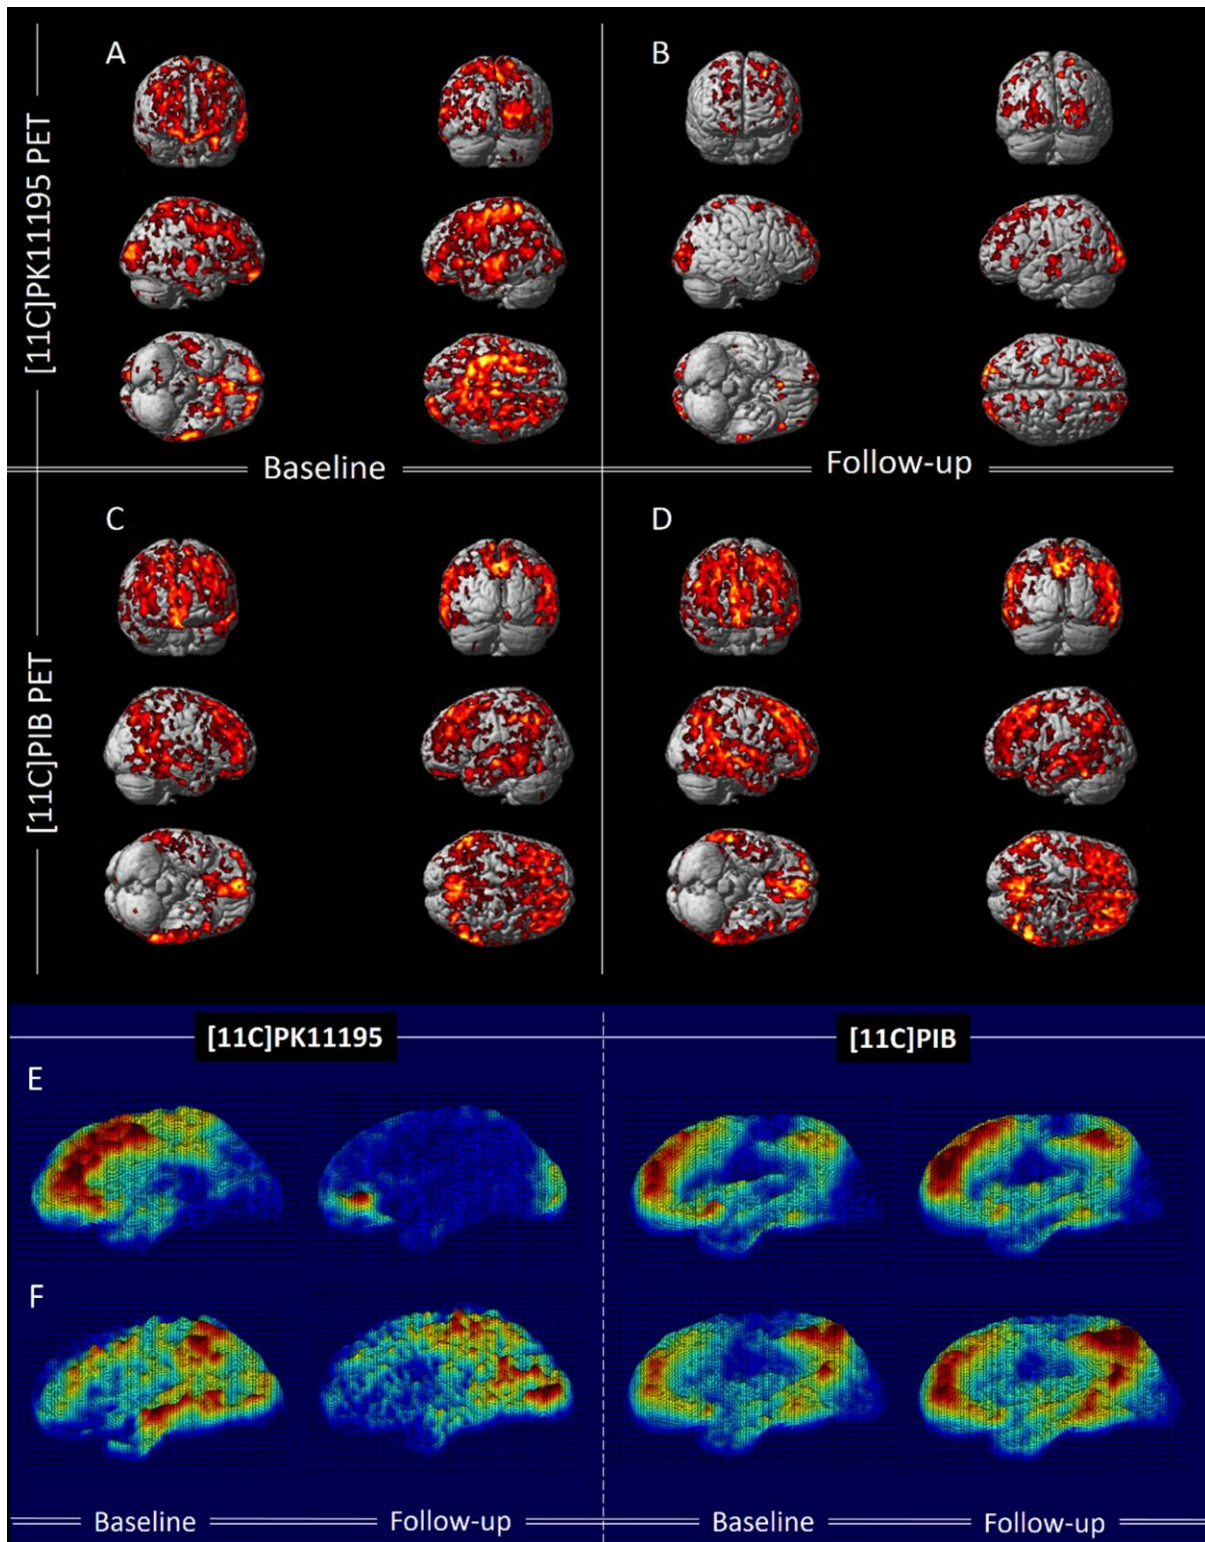 A
B
[11C]PK11195 PET
Baseline
Follow-up
C
D
[11C]PIB PET
[11C]PK11195
[11C]PIB
E
F
Baseline
Follow-up
Baseline
Follow-up